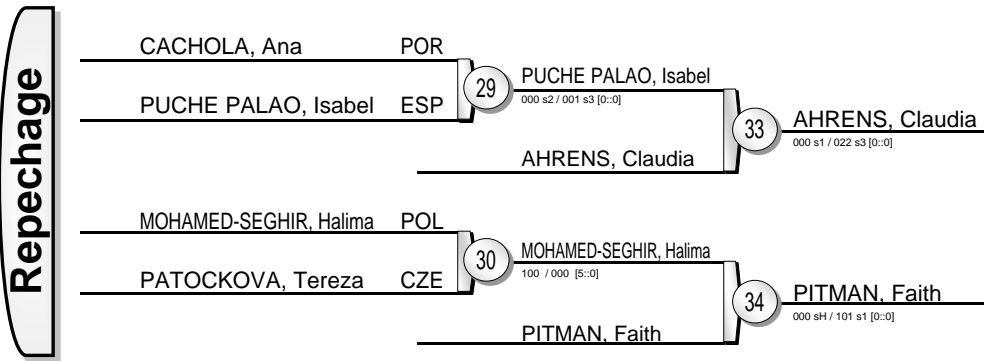 Repechage
CACHOLA, Ana POR
PUCHE PALAO, Isabel ESP
29
PUCHE PALAO, Isabel
000 s2 / 001 s3 [0::0]
AHRENS, Claudia
33
AHRENS, Claudia
000 s1 / 022 s3 [0::0]
MOHAMED-SEGHIR, Halima POL
PATOCKOVA, Tereza CZE
30
MOHAMED-SEGHIR, Halima
100 / 000 [5::0]
PITMAN, Faith
34
PITMAN, Faith
000 sH / 101 s1 [0::0]